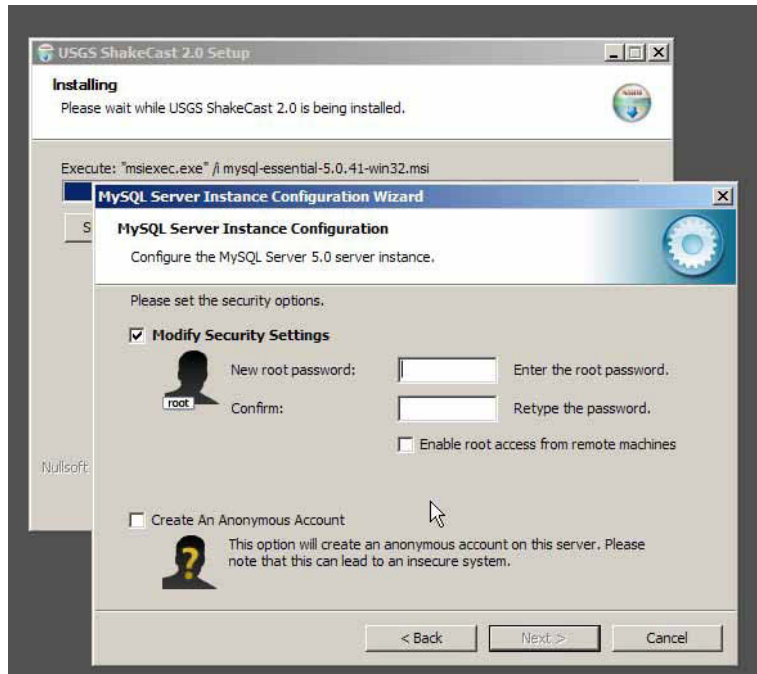 USGS ShakeCast 2.0 Setup
Installing
Please wait while USGS ShakeCast 2.0 is being installed.
Execute: "msiexec.exe" /i mysql-essential-5.0.41-win32.msi
MySQL Server Instance Configuration Wizard
S
MySQL Server Instance Configuration
Configure the MySQL Server 5.0 server instance.
Please set the security options.
Modify Security Settings
root
New root password:
Enter the root password.
Confirm:
Retype the password.
Enable root access from remote machines
Nullsoft
Create An Anonymous Account
This option will create an anonymous account on this server. Please
note that this can lead to an insecure system.
< Back
Next >
Cancel